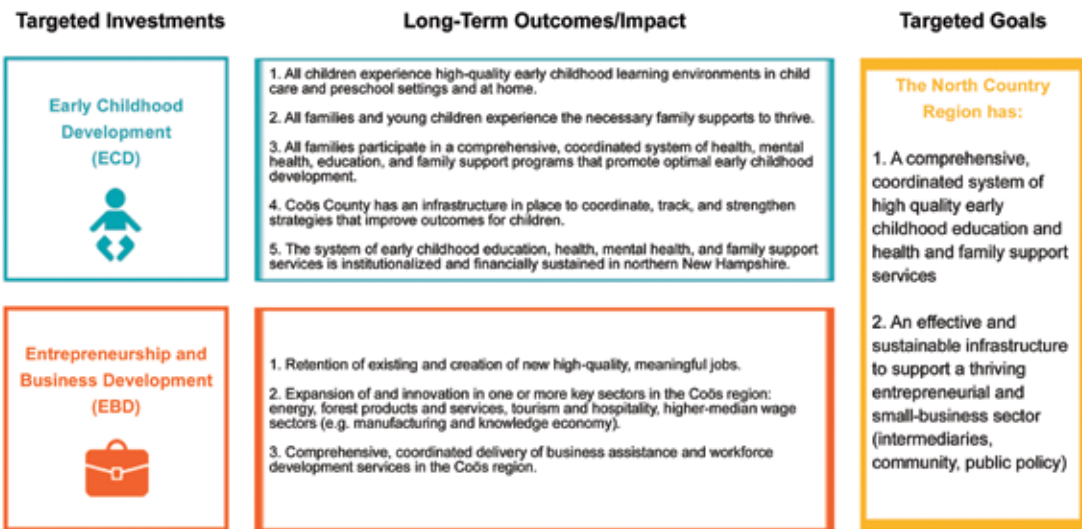 Targeted Investments
Long-Term Outcomes/Impact
Targeted Goals
Early Childhood
Development
(ECD)
1. All children experience high-quality early childhood learning environments in child
care and preschool settings and at home.
2. All families and young children experience the necessary family supports to thrive.
3. All families participate in a comprehensive, coordinated system of health, mental
health, education, and family support programs that promote optimal early childhood
development.
4. Coös County has an infrastructure in place to coordinate, track, and strengthen
strategies that improve outcomes for children.
5. The system of early childhood education, health, mental health, and family support
services is institutionalized and financially sustained in northern New Hampshire.
Entrepreneurship and
Business Development
(EBD)
1. Retention of existing and creation of new high-quality, meaningful jobs.
2. Expansion of and innovation in one or more key sectors in the Coös region:
energy, forest products and services, tourism and hospitality, higher-median wage
sectors (e.g. manufacturing and knowledge economy).
3. Comprehensive, coordinated delivery of business assistance and workforce
development services in the Coös region.
The North Country
Region has:
1. A comprehensive,
coordinated system of
high quality early
childhood education and
health and family support
services
2. An effective and
sustainable infrastructure
to support a thriving
entrepreneurial and
small-business sector
(intermediaries,
community, public policy)